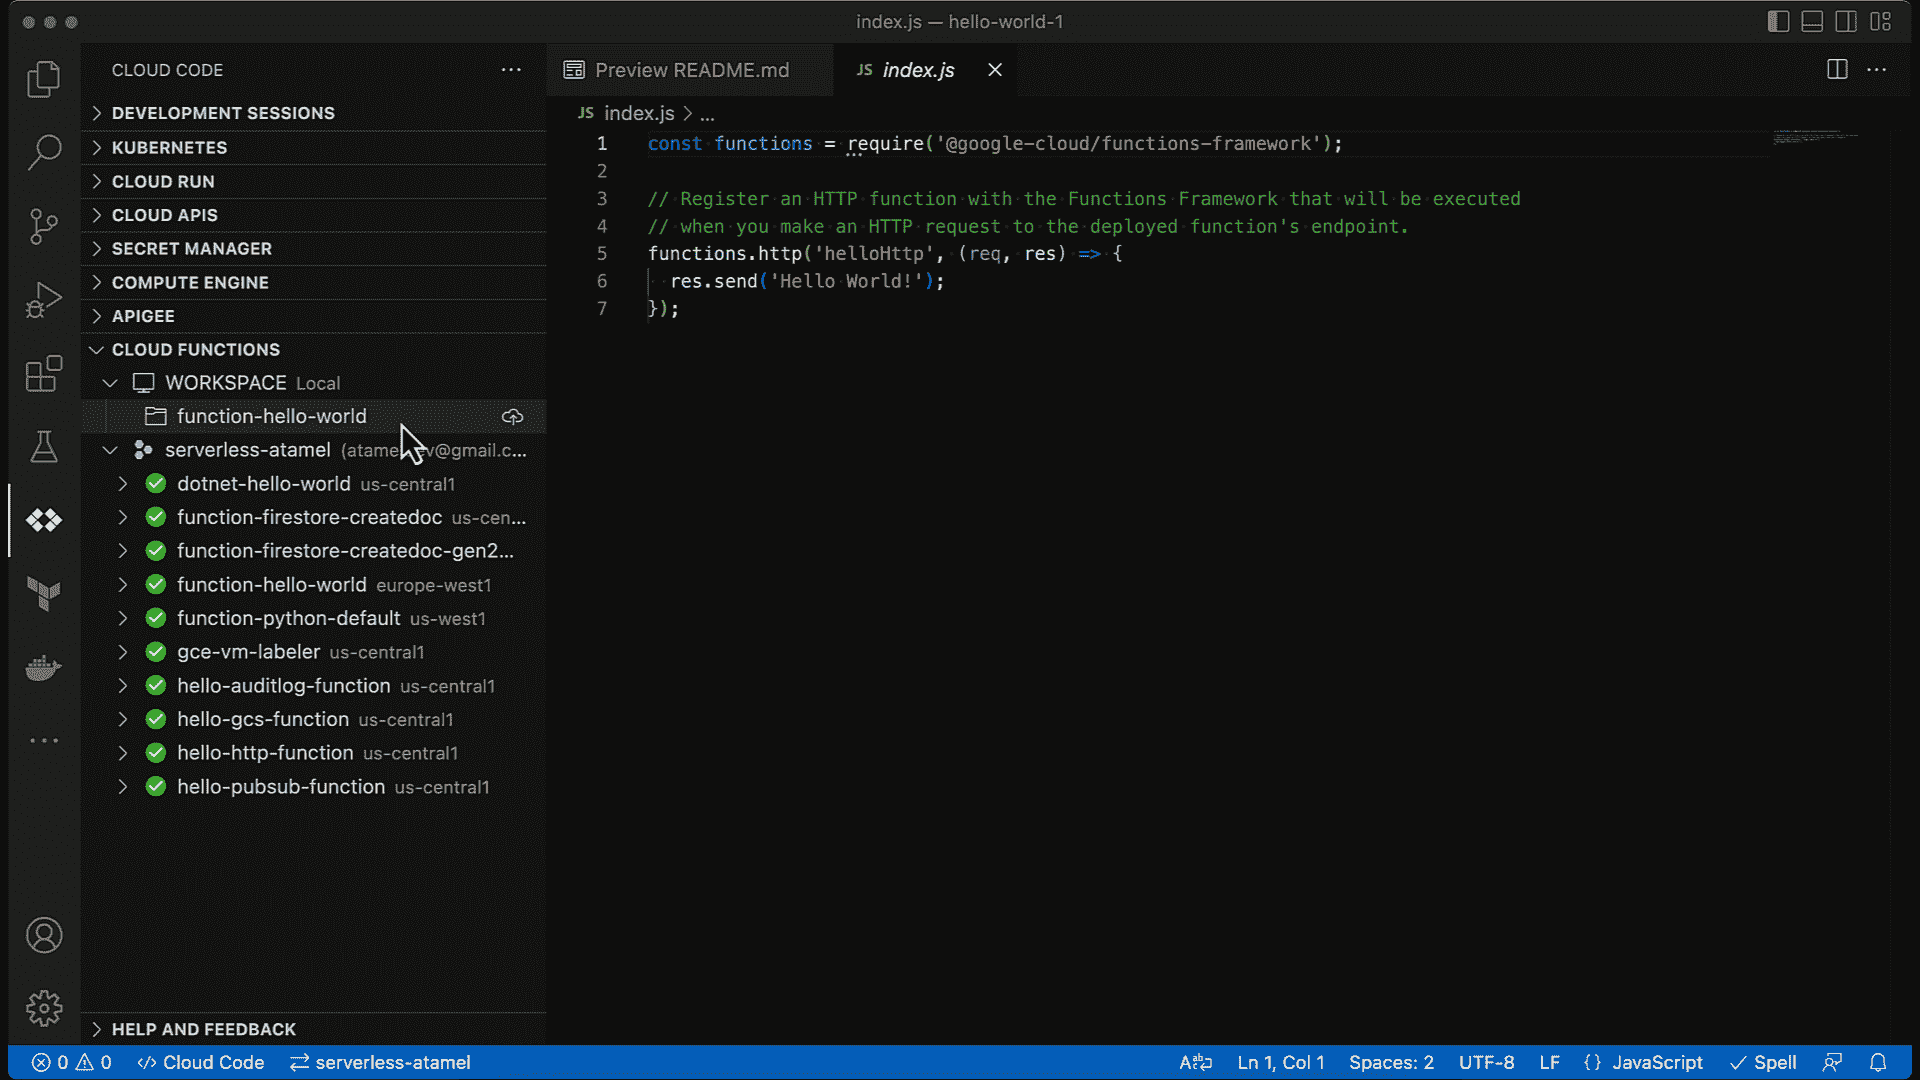 index.js — hello-world-1
CLOUD CODE
DEVELOPMENT SESSIONS
KUBERNETES
CLOUD RUN
CLOUD APIS
SECRET MANAGER
COMPUTE ENGINE
APIGEE
CLOUD FUNCTIONS
WORKSPACE Local
function-hello-world
serverless-atamel (atame v@gmail.c...
dotnet-hello-world us-central1
function-firestore-createdoc us-cen...
function-firestore-createdoc-gen2...
function-hello-world europe-west1
function-python-default us-west1
gce-vm-labeler us-central1
hello-auditlog-function us-central1
hello-gcs-function us-central1
hello-http-function us-central1
hello-pubsub-function us-central1
HELP AND FEEDBACK
Preview README.md
JS index.js
JS index.js > ...
1 const functions = require('@google-cloud/functions-framework');
2
3 // Register an HTTP function with the Functions Framework that will be executed
4 // when you make an HTTP request to the deployed function's endpoint.
5 functions.http('helloHttp', (req, res) => {
6 res.send('Hello World!');
7 });
0 0 </> Cloud Code serverless-atamel
Ln 1, Col 1 Spaces: 2 UTF-8 LF {} JavaScript Spell